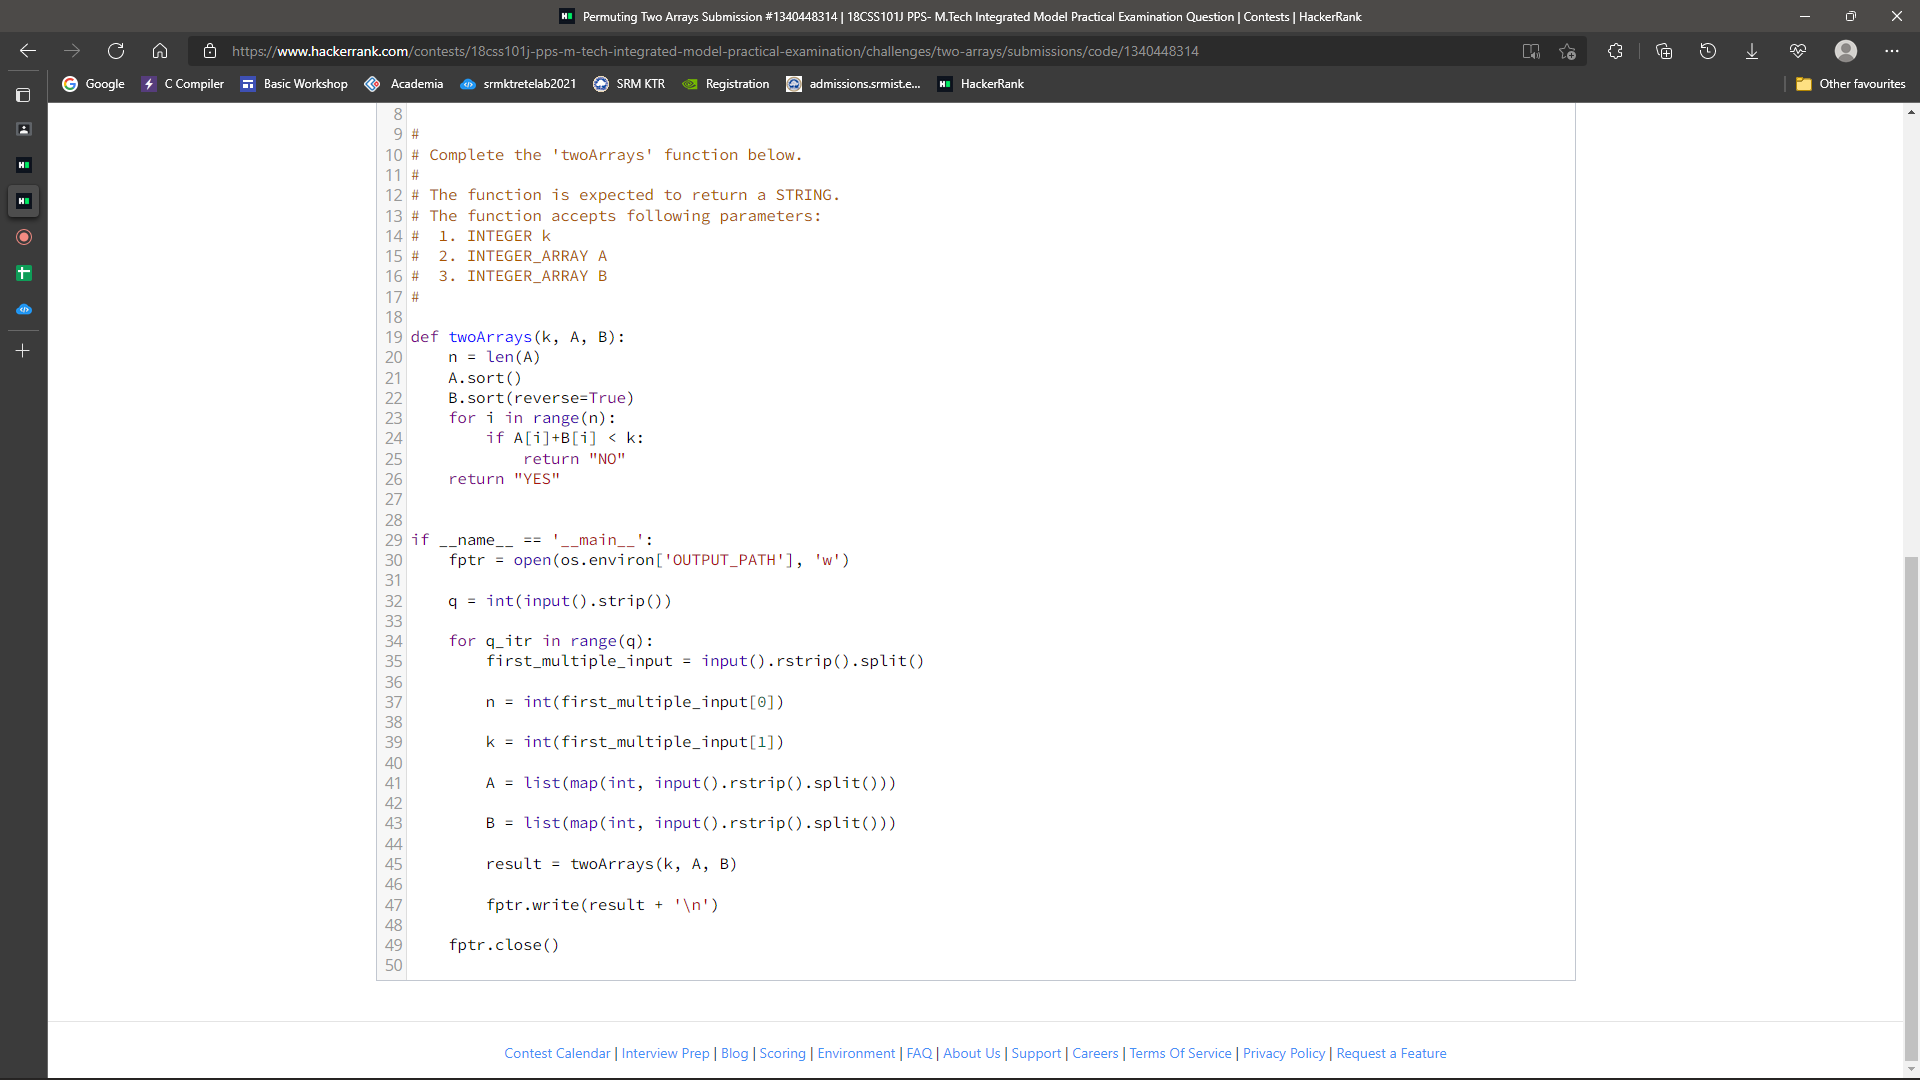 Permuting Two Arrays Submission #1340448314 | 18CSS101J PPS- M.Tech Integrated Model Practical Examination Question | Contests | HackerRank
https://www.hackerrank.com/contests/18css101j-pps-m-tech-integrated-model-practical-examination/challenges/two-arrays/submissions/code/1340448314
Google C Compiler Basic Workshop Academia srmktretelab2021 SRM KTR Registration admissions.srmist.e... HackerRank Other favourites
8
9 #
10 # Complete the 'twoArrays' function below.
11 #
12 # The function is expected to return a STRING.
13 # The function accepts following parameters:
14 #  1. INTEGER k
15 #  2. INTEGER_ARRAY A
16 #  3. INTEGER_ARRAY B
17 #
18
19 def twoArrays(k, A, B):
20     n = len(A)
21     A.sort()
22     B.sort(reverse=True)
23     for i in range(n):
24         if A[i]+B[i] < k:
25             return "NO"
26     return "YES"
27
28
29 if __name__ == '__main__':
30     fptr = open(os.environ['OUTPUT_PATH'], 'w')
31
32     q = int(input().strip())
33
34     for q_itr in range(q):
35         first_multiple_input = input().rstrip().split()
36
37         n = int(first_multiple_input[0])
38
39         k = int(first_multiple_input[1])
40
41         A = list(map(int, input().rstrip().split()))
42
43         B = list(map(int, input().rstrip().split()))
44
45         result = twoArrays(k, A, B)
46
47         fptr.write(result + '\n')
48
49     fptr.close()
50
Contest Calendar | Interview Prep | Blog | Scoring | Environment | FAQ | About Us | Support | Careers | Terms Of Service | Privacy Policy | Request a Feature